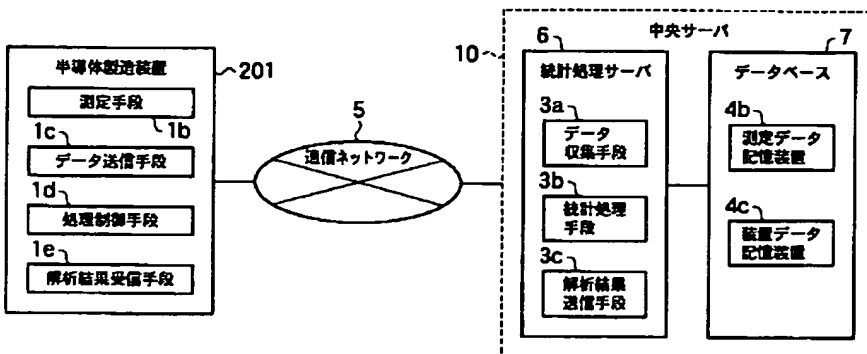 半導体製造装置
201
測定手段
1b
1c
データ送信手段
1d
処理制御手段
1e
解析結果受信手段
5
通信ネットワーク
10
中央サーバ
6
統計処理サーバ
3a
データ
収集手段
3b
統計処理
手段
3c
解析結果
送信手段
7
データベース
4b
測定データ
記憶装置
4c
装置データ
記憶装置